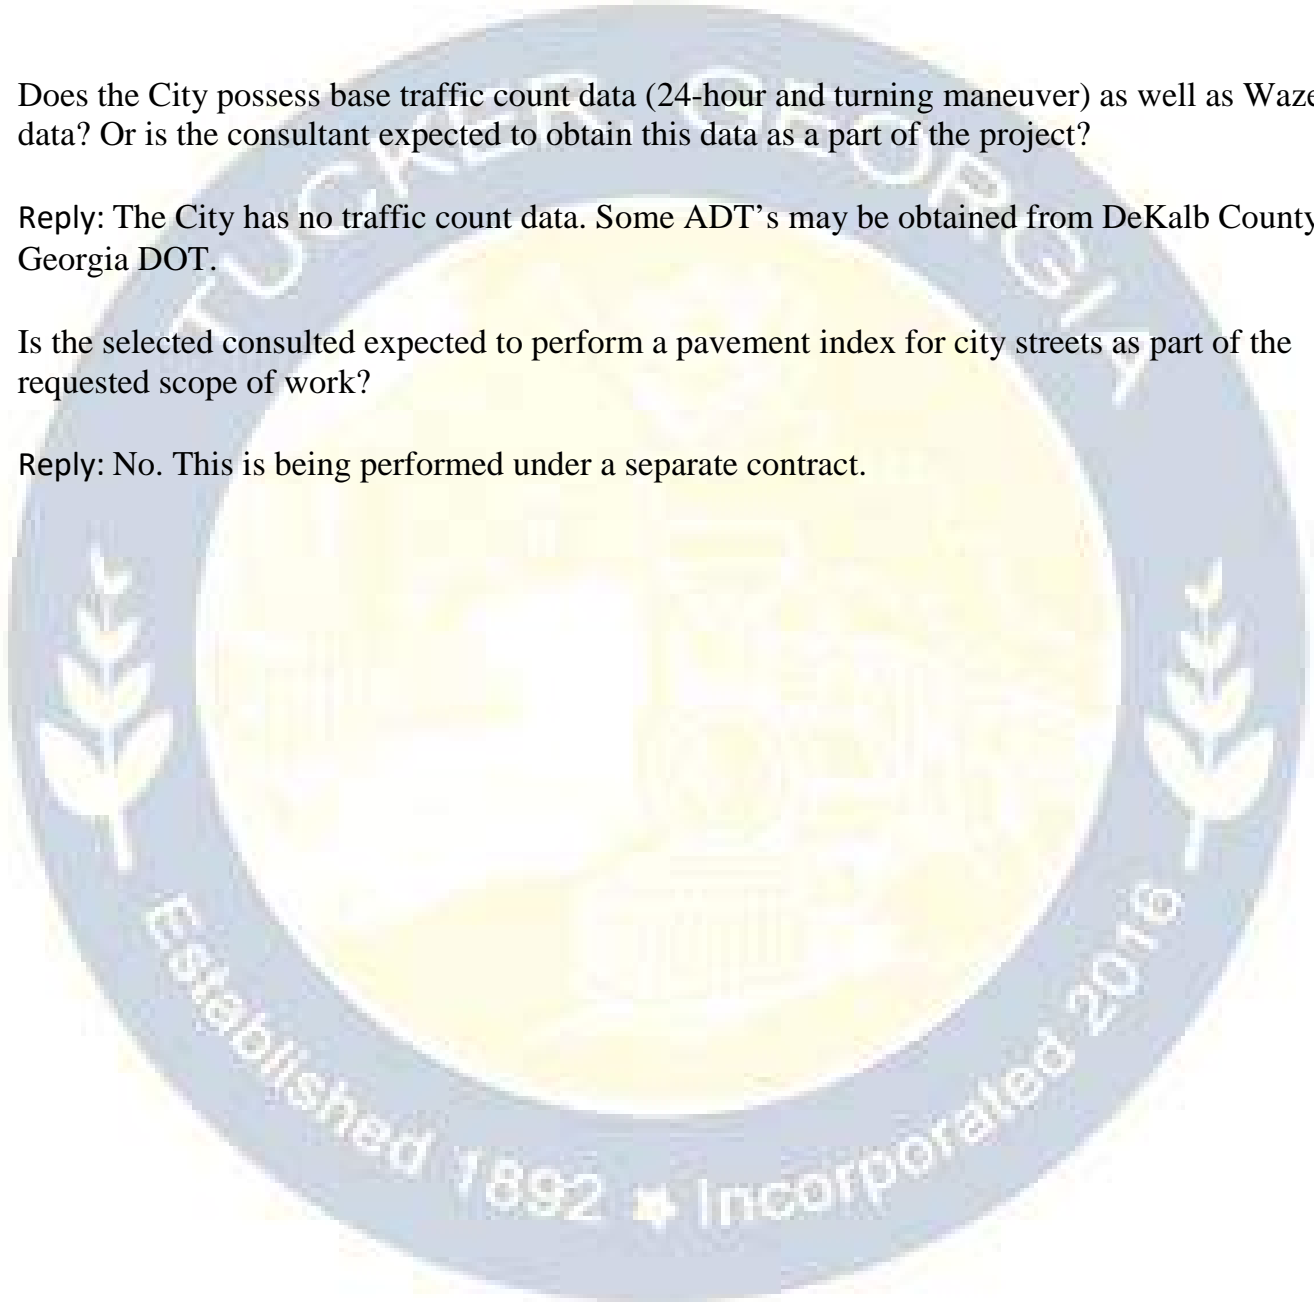 Does the City possess base traffic count data (24-hour and turning maneuver) as well as Waze
data? Or is the consultant expected to obtain this data as a part of the project?
Reply: The City has no traffic count data. Some ADT’s may be obtained from DeKalb County
Georgia DOT.
Is the selected consulted expected to perform a pavement index for city streets as part of the
requested scope of work?
Reply: No. This is being performed under a separate contract.
TUCKER GEORGIA
Established 1892 ★ Incorporated 2016